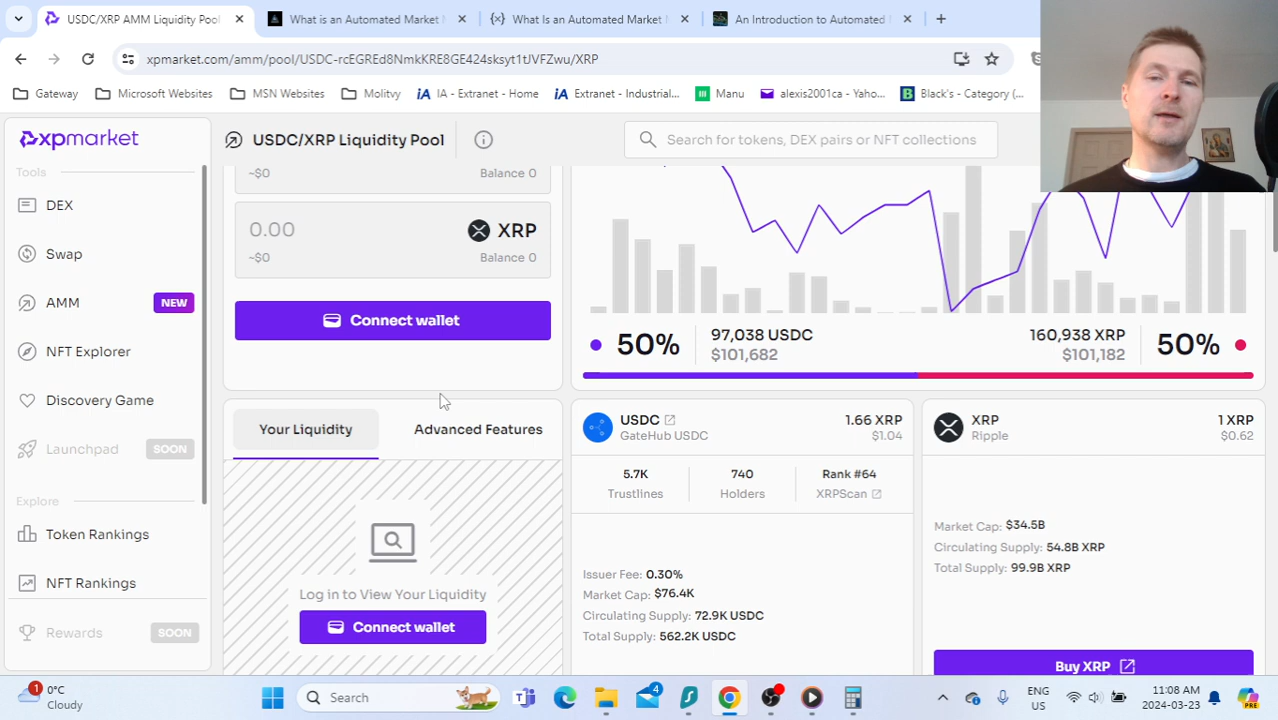 USDC/XRP AMM Liquidity Pool
What is an Automated Market
What Is an Automated Market
An Introduction to Automated
xpmarket.com/amm/pool/USDC-rcEGREd8NmkKRE8GE424sksyt1tJVFZwu/XRP
Gateway
Microsoft Websites
MSN Websites
Molitvy
IA - Extranet - Home
Extranet - Industrial...
Manu
alexis2001ca - Yaho...
Black's - Category (...
xpmarket
USDC/XRP Liquidity Pool
Search for tokens, DEX pairs or NFT collections
Tools
DEX
Swap
AMM
NEW
NFT Explorer
Discovery Game
Launchpad
SOON
Explore
Token Rankings
NFT Rankings
Rewards
SOON
~$0
Balance 0
0.00
XRP
~$0
Balance 0
Connect wallet
50%
97,038 USDC
$101,682
160,938 XRP
$101,182
50%
Your Liquidity
Advanced Features
Log in to View Your Liquidity
Connect wallet
USDC
GateHub USDC
1.66 XRP
$1.04
5.7K
Trustlines
740
Holders
Rank #64
XRPScan
Issuer Fee: 0.30%
Market Cap: $76.4K
Circulating Supply: 72.9K USDC
Total Supply: 562.2K USDC
XRP
Ripple
1 XRP
$0.62
Market Cap: $34.5B
Circulating Supply: 54.8B XRP
Total Supply: 99.9B XRP
Buy XRP
1
0°C
Cloudy
Search
4
ENG
US
11:08 AM
2024-03-23
PRE